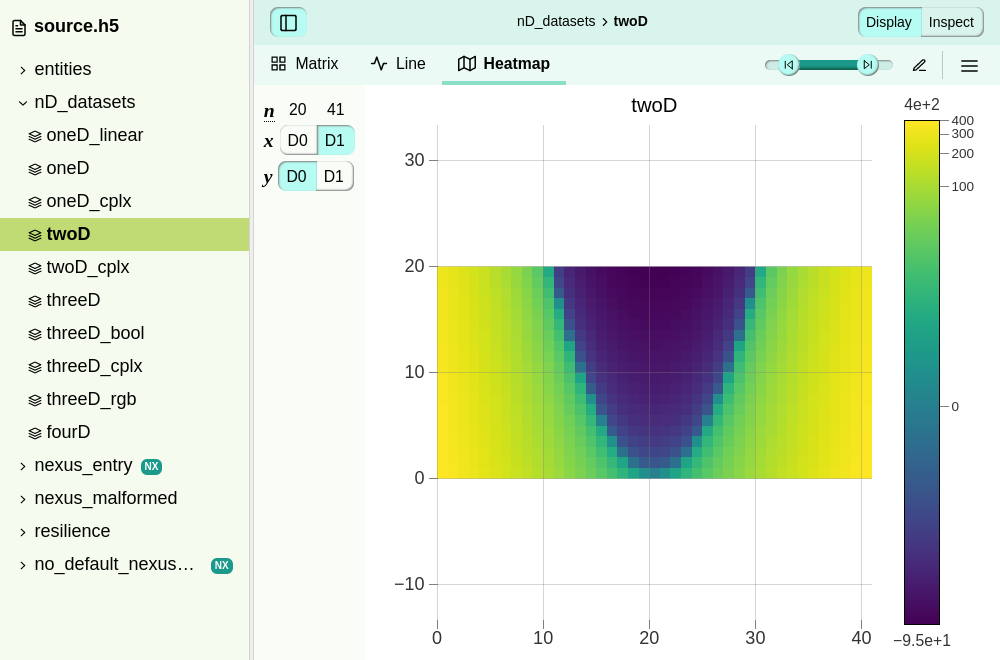 source.h5
nD_datasets > twoD
Display Inspect
Matrix Line Heatmap
entities
nD_datasets
oneD_linear
oneD
oneD_cplx
twoD
twoD_cplx
threeD
threeD_bool
threeD_cplx
threeD_rgb
fourD
nexus_entry NX
nexus_malformed
resilience
no_default_nexus… NX
n 20 41
x D0 D1
y D0 D1
twoD
30
20
10
0
−10
0 10 20 30 40
4e+2
400
300
200
100
0
−9.5e+1